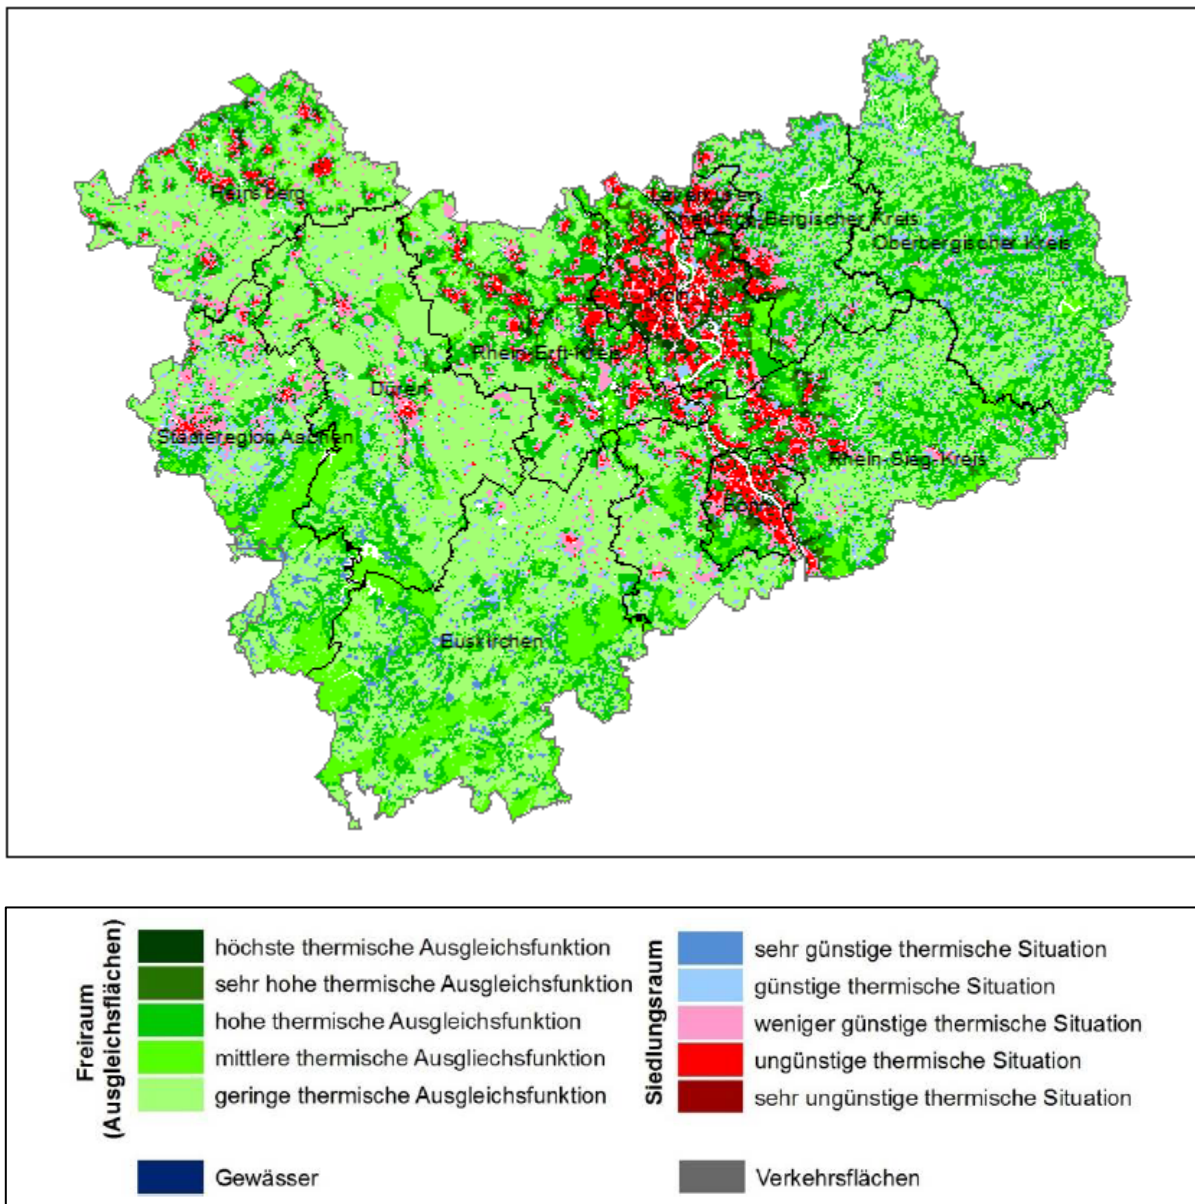 Heinsberg
Leverkusen
Rheinisch-Bergischer Kreis
Oberbergischer Kreis
Köln
Rhein-Erft-Kreis
Düren
Städteregion Aachen
Rhein-Sieg-Kreis
Bonn
Euskirchen
Freiraum
(Ausgleichsflächen)
höchste thermische Ausgleichsfunktion
sehr hohe thermische Ausgleichsfunktion
hohe thermische Ausgleichsfunktion
mittlere thermische Ausgliechsfunktion
geringe thermische Ausgleichsfunktion
Gewässer
Siedlungsraum
sehr günstige thermische Situation
günstige thermische Situation
weniger günstige thermische Situation
ungünstige thermische Situation
sehr ungünstige thermische Situation
Verkehrsflächen